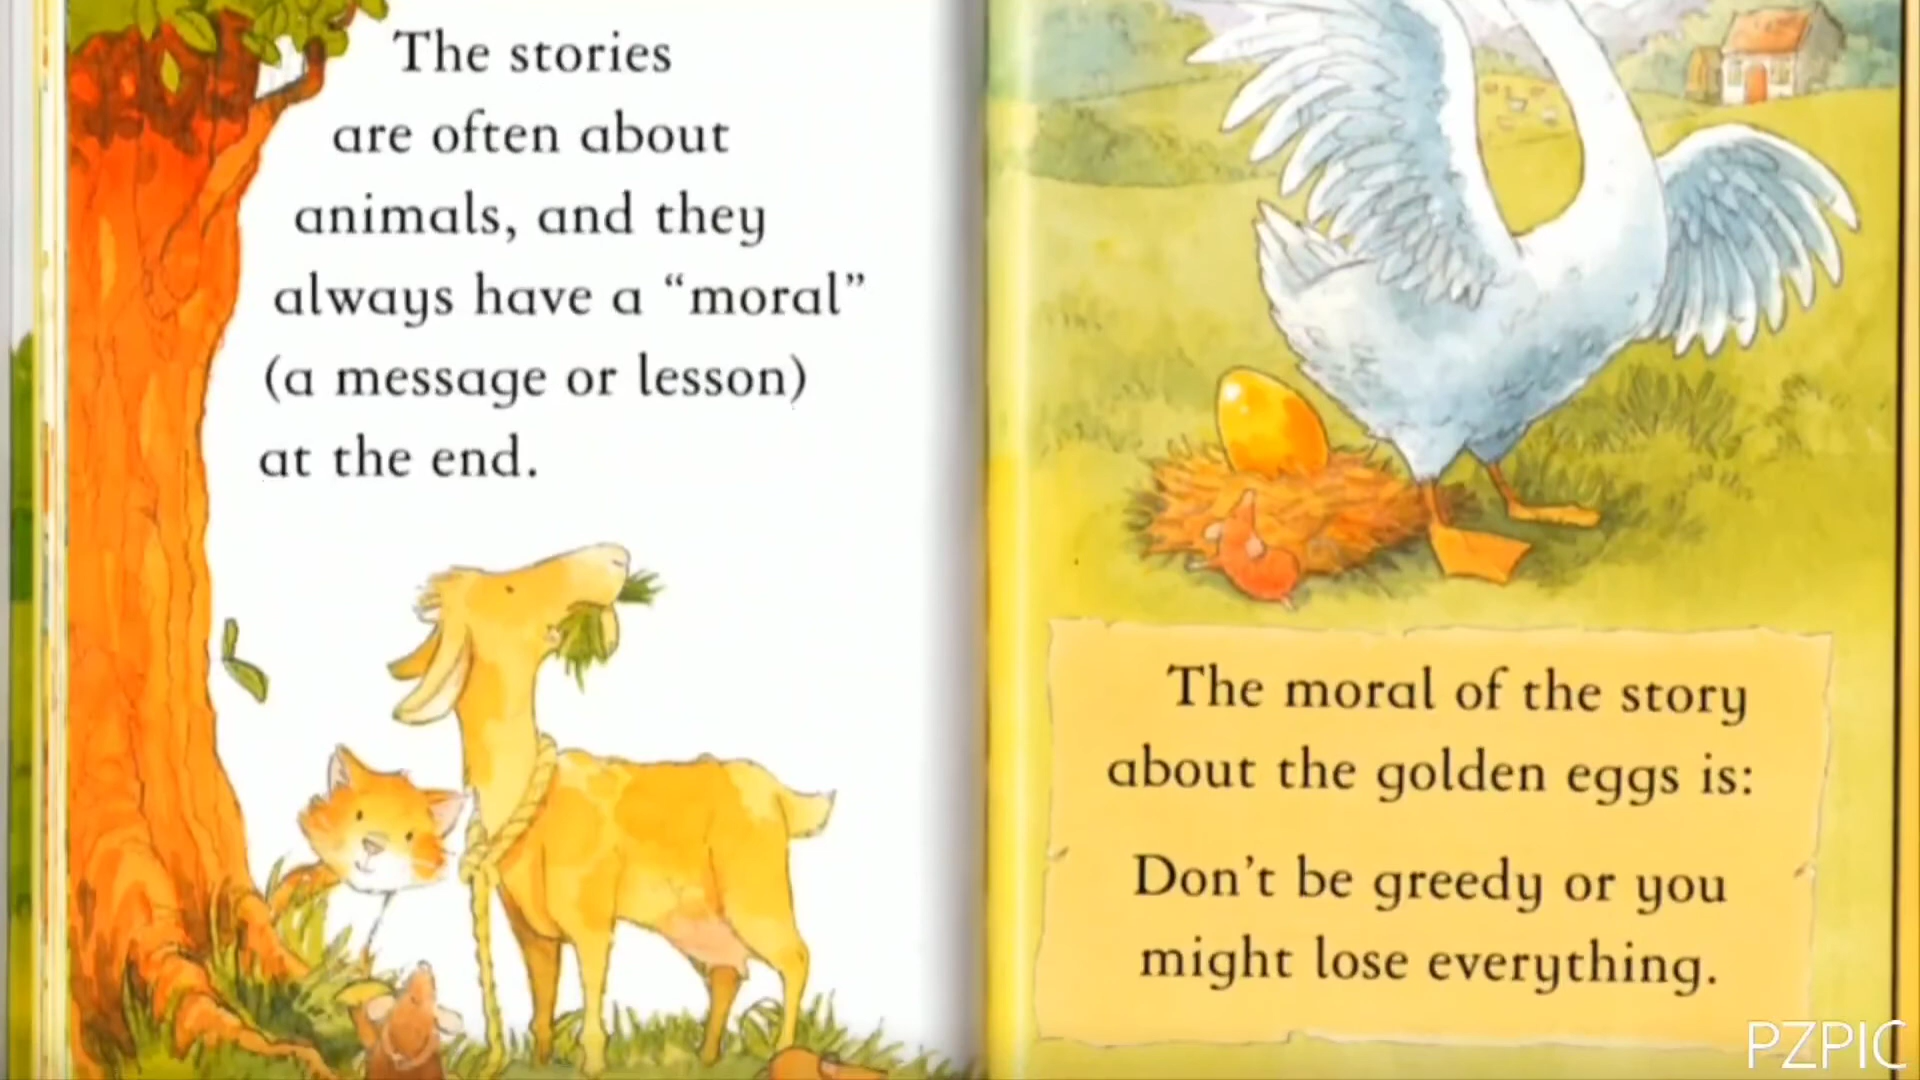 The stories
are often about
animals, and they
always have a “moral”
(a message or lesson)
at the end.
The moral of the story
about the golden eggs is:
Don't be greedy or you
might lose everything.
PZPIC